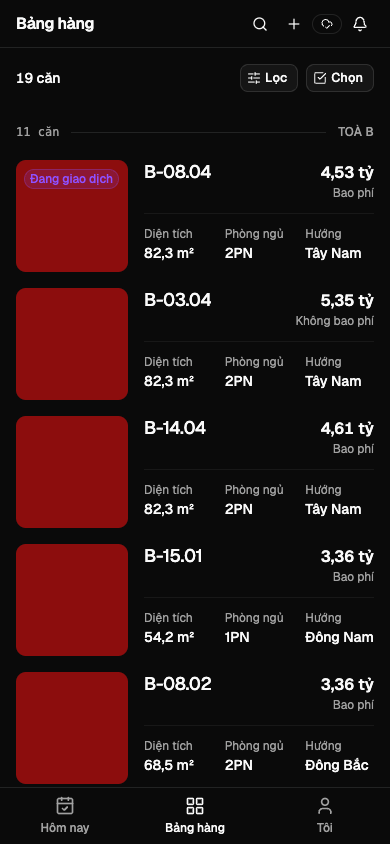 Bảng hàng
19 căn
Lọc
Chọn
11 căn
TOÀ B
Đang giao dịch
B-08.04
4,53 tỷ
Bao phí
Diện tích
Phòng ngủ
Hướng
82,3 m²
2PN
Tây Nam
B-03.04
5,35 tỷ
Không bao phí
Diện tích
Phòng ngủ
Hướng
82,3 m²
2PN
Tây Nam
B-14.04
4,61 tỷ
Bao phí
Diện tích
Phòng ngủ
Hướng
82,3 m²
2PN
Tây Nam
B-15.01
3,36 tỷ
Bao phí
Diện tích
Phòng ngủ
Hướng
54,2 m²
1PN
Đông Nam
B-08.02
3,36 tỷ
Bao phí
Diện tích
Phòng ngủ
Hướng
68,5 m²
2PN
Đông Bắc
Hôm nay
Bảng hàng
Tôi